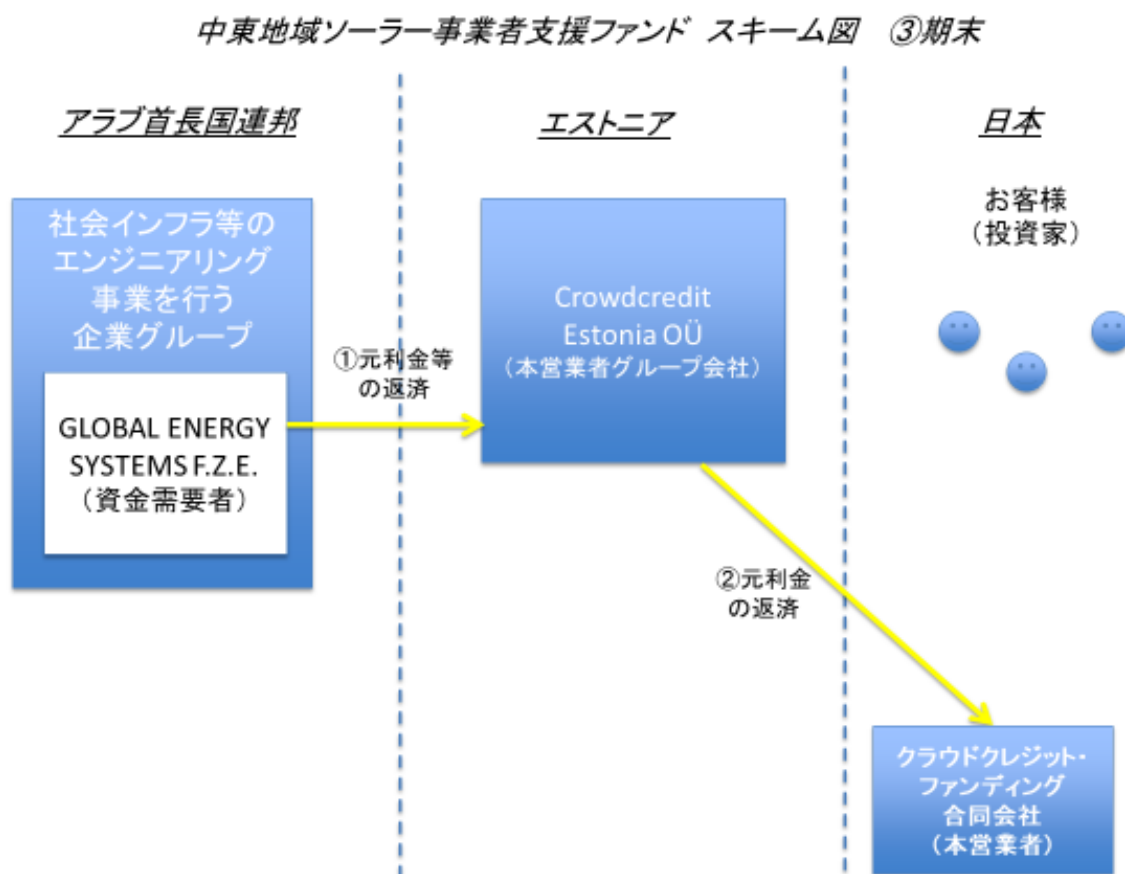 中東地域ソーラー事業者支援ファンド スキーム図 ③期末
アラブ首長国連邦
エストニア
日本
社会インフラ等の
エンジニアリング
事業を行う
企業グループ
GLOBAL ENERGY
SYSTEMS F.Z.E.
（資金需要者）
①元利金等
の返済
Crowdcredit
Estonia OÜ
（本営業者グループ会社）
お客様
（投資家）
②元利金
の返済
クラウドクレジット・
ファンディング
合同会社
（本営業者）